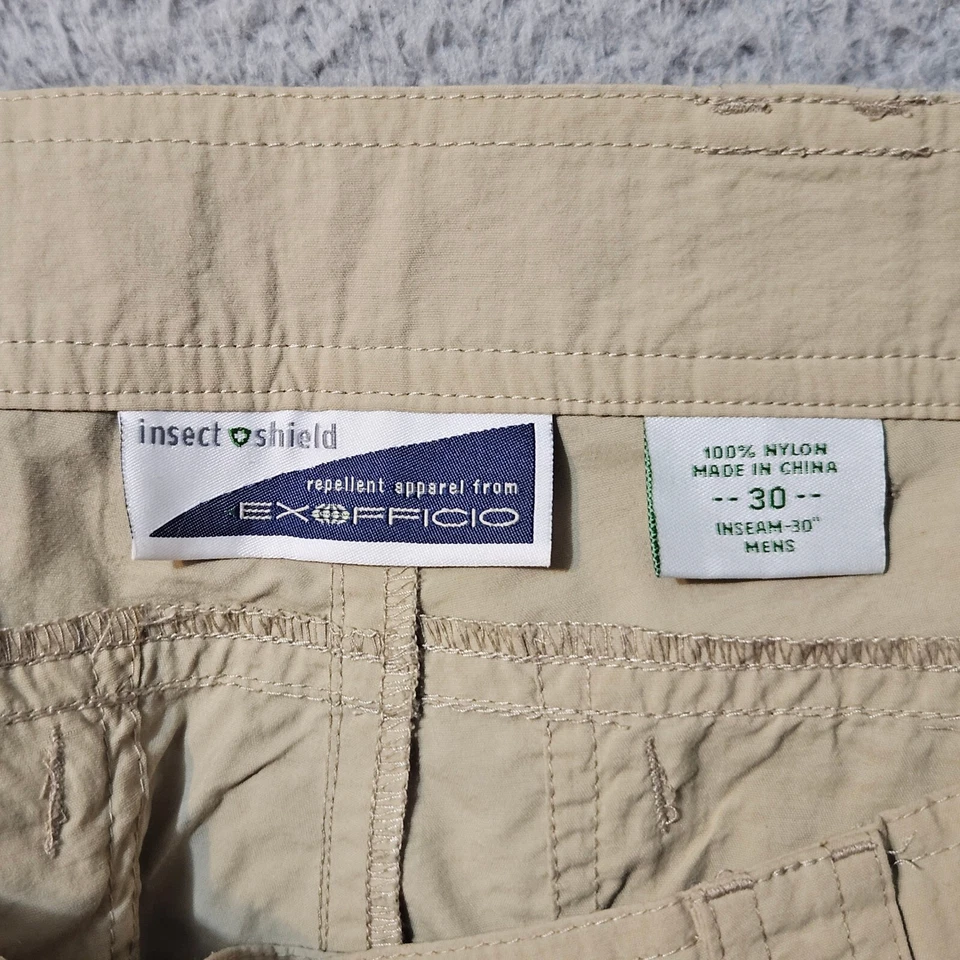 insect shield
repellent apparel from
EXOFFICIO
100% NYLON
MADE IN CHINA
-- 30 --
INSEAM-30"
MENS